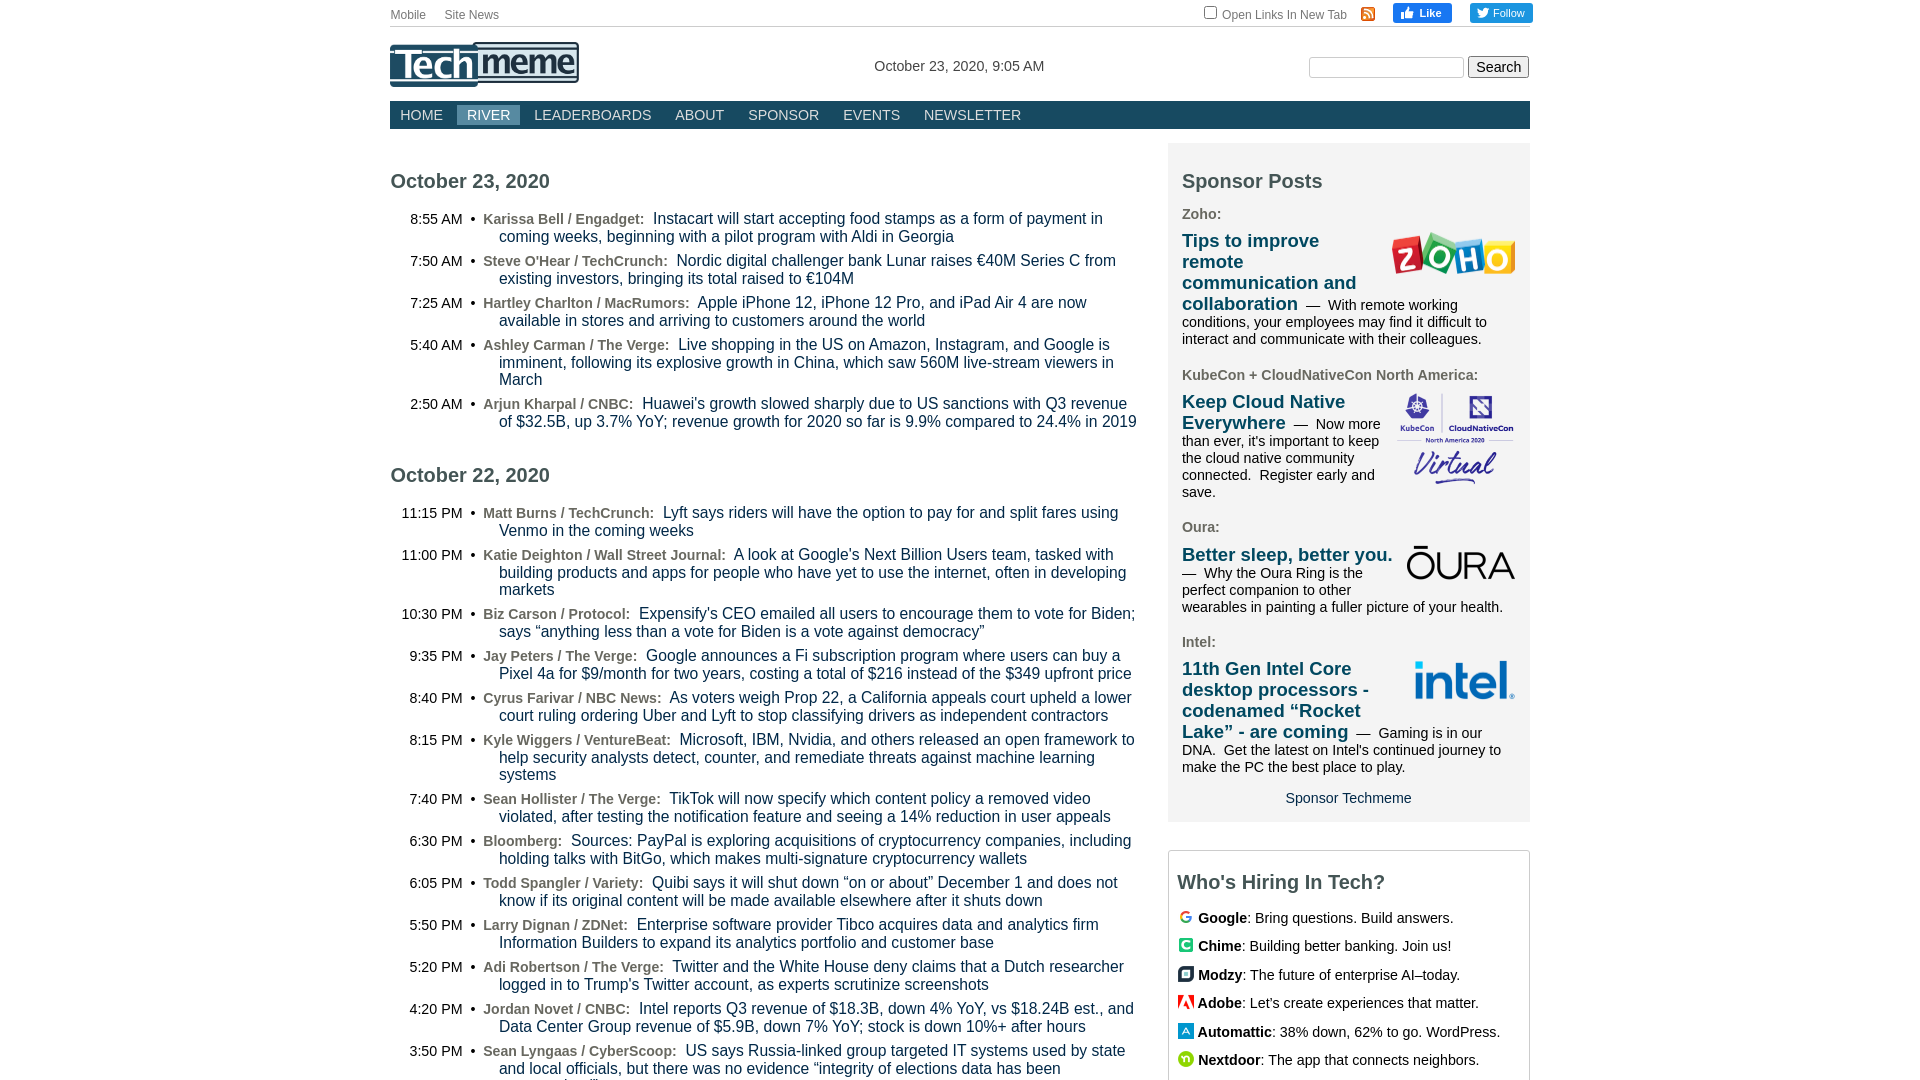 Mobile Site News
Open Links In New Tab
Like
Follow
Techmeme
October 23, 2020, 9:05 AM
Search
HOME RIVER LEADERBOARDS ABOUT SPONSOR EVENTS NEWSLETTER
October 23, 2020
8:55 AM • Karissa Bell / Engadget: Instacart will start accepting food stamps as a form of payment in
coming weeks, beginning with a pilot program with Aldi in Georgia
7:50 AM • Steve O'Hear / TechCrunch: Nordic digital challenger bank Lunar raises €40M Series C from
existing investors, bringing its total raised to €104M
7:25 AM • Hartley Charlton / MacRumors: Apple iPhone 12, iPhone 12 Pro, and iPad Air 4 are now
available in stores and arriving to customers around the world
5:40 AM • Ashley Carman / The Verge: Live shopping in the US on Amazon, Instagram, and Google is
imminent, following its explosive growth in China, which saw 560M live-stream viewers in
March
2:50 AM • Arjun Kharpal / CNBC: Huawei's growth slowed sharply due to US sanctions with Q3 revenue
of $32.5B, up 3.7% YoY; revenue growth for 2020 so far is 9.9% compared to 24.4% in 2019
October 22, 2020
11:15 PM • Matt Burns / TechCrunch: Lyft says riders will have the option to pay for and split fares using
Venmo in the coming weeks
11:00 PM • Katie Deighton / Wall Street Journal: A look at Google's Next Billion Users team, tasked with
building products and apps for people who have yet to use the internet, often in developing
markets
10:30 PM • Biz Carson / Protocol: Expensify's CEO emailed all users to encourage them to vote for Biden;
says “anything less than a vote for Biden is a vote against democracy”
9:35 PM • Jay Peters / The Verge: Google announces a Fi subscription program where users can buy a
Pixel 4a for $9/month for two years, costing a total of $216 instead of the $349 upfront price
8:40 PM • Cyrus Farivar / NBC News: As voters weigh Prop 22, a California appeals court upheld a lower
court ruling ordering Uber and Lyft to stop classifying drivers as independent contractors
8:15 PM • Kyle Wiggers / VentureBeat: Microsoft, IBM, Nvidia, and others released an open framework to
help security analysts detect, counter, and remediate threats against machine learning
systems
7:40 PM • Sean Hollister / The Verge: TikTok will now specify which content policy a removed video
violated, after testing the notification feature and seeing a 14% reduction in user appeals
6:30 PM • Bloomberg: Sources: PayPal is exploring acquisitions of cryptocurrency companies, including
holding talks with BitGo, which makes multi-signature cryptocurrency wallets
6:05 PM • Todd Spangler / Variety: Quibi says it will shut down “on or about” December 1 and does not
know if its original content will be made available elsewhere after it shuts down
5:50 PM • Larry Dignan / ZDNet: Enterprise software provider Tibco acquires data and analytics firm
Information Builders to expand its analytics portfolio and customer base
5:20 PM • Adi Robertson / The Verge: Twitter and the White House deny claims that a Dutch researcher
logged in to Trump's Twitter account, as experts scrutinize screenshots
4:20 PM • Jordan Novet / CNBC: Intel reports Q3 revenue of $18.3B, down 4% YoY, vs $18.24B est., and
Data Center Group revenue of $5.9B, down 7% YoY; stock is down 10%+ after hours
3:50 PM • Sean Lyngaas / CyberScoop: US says Russia-linked group targeted IT systems used by state
and local officials, but there was no evidence “integrity of elections data has been
Sponsor Posts
Zoho:
ZOHO
Tips to improve
remote
communication and
collaboration — With remote working
conditions, your employees may find it difficult to
interact and communicate with their colleagues.
KubeCon + CloudNativeCon North America:
KubeCon CloudNativeCon
North America 2020
Virtual
Keep Cloud Native
Everywhere — Now more
than ever, it's important to keep
the cloud native community
connected. Register early and
save.
Oura:
ŌURA
Better sleep, better you.
— Why the Oura Ring is the
perfect companion to other
wearables in painting a fuller picture of your health.
Intel:
intel®
11th Gen Intel Core
desktop processors -
codenamed “Rocket
Lake” - are coming — Gaming is in our
DNA. Get the latest on Intel's continued journey to
make the PC the best place to play.
Sponsor Techmeme
Who's Hiring In Tech?
Google: Bring questions. Build answers.
Chime: Building better banking. Join us!
Modzy: The future of enterprise AI–today.
Adobe: Let’s create experiences that matter.
Automattic: 38% down, 62% to go. WordPress.
Nextdoor: The app that connects neighbors.